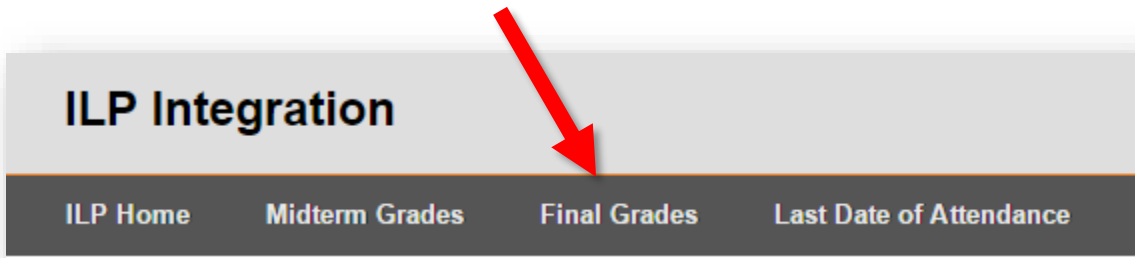 ILP Integration
ILP Home Midterm Grades Final Grades Last Date of Attendance